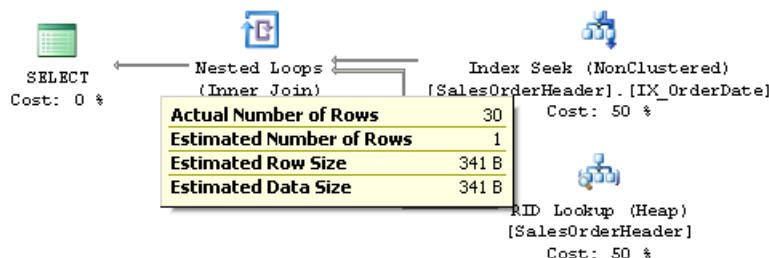 SELECT
Cost: 0 %
Nested Loops
(Inner Join)
Index Seek (NonClustered)
[SalesOrderHeader].[IX_OrderDate]
Cost: 50 %
Actual Number of Rows 30
Estimated Number of Rows 1
Estimated Row Size 341 B
Estimated Data Size 341 B
RID Lookup (Heap)
[SalesOrderHeader]
Cost: 50 %